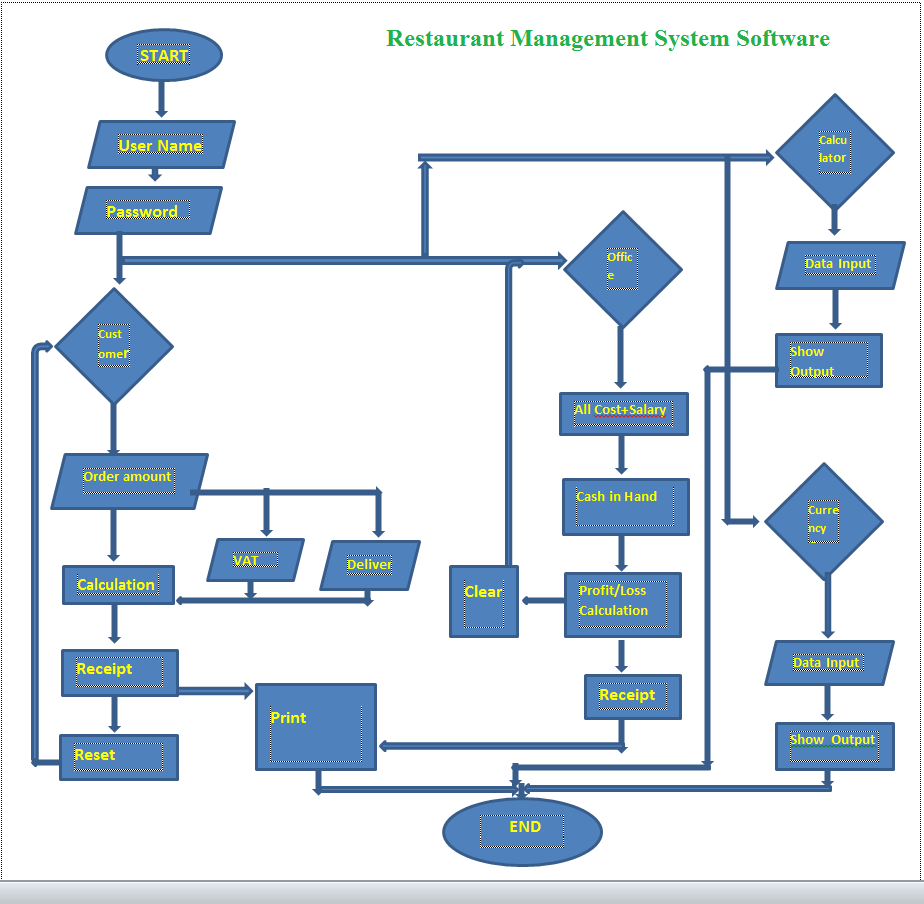 Restaurant Management System Software
START
User Name
Password
Cust
omer
Order amount
VAT
Deliver
Calculation
Receipt
Reset
Print
Offic
e
All Cost+Salary
Cash in Hand
Profit/Loss
Calculation
Clear
Receipt
Calcu
lator
Data Input
Show
Output
Curre
ncy
Data Input
Show Output
END